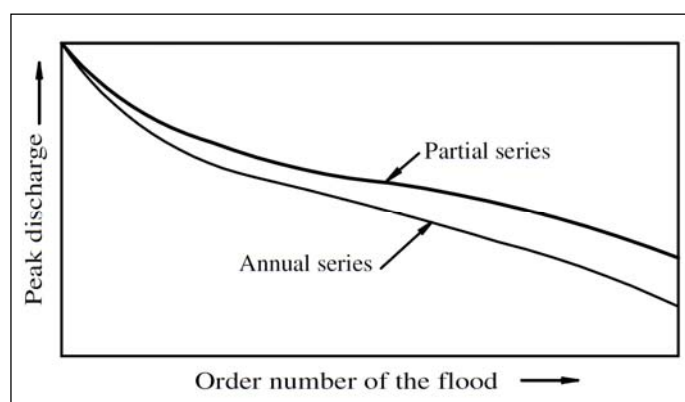 Peak discharge
Partial series
Annual series
Order number of the flood